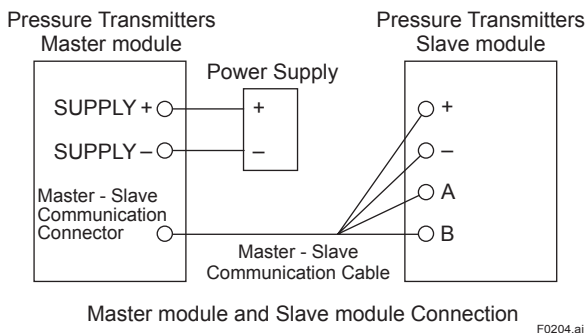 Pressure Transmitters
Master module
Pressure Transmitters
Slave module
Power Supply
SUPPLY +
+
+
SUPPLY –
–
–
Master - Slave
Communication
Connector
A
B
Master - Slave
Communication Cable
Master module and Slave module Connection
F0204.ai